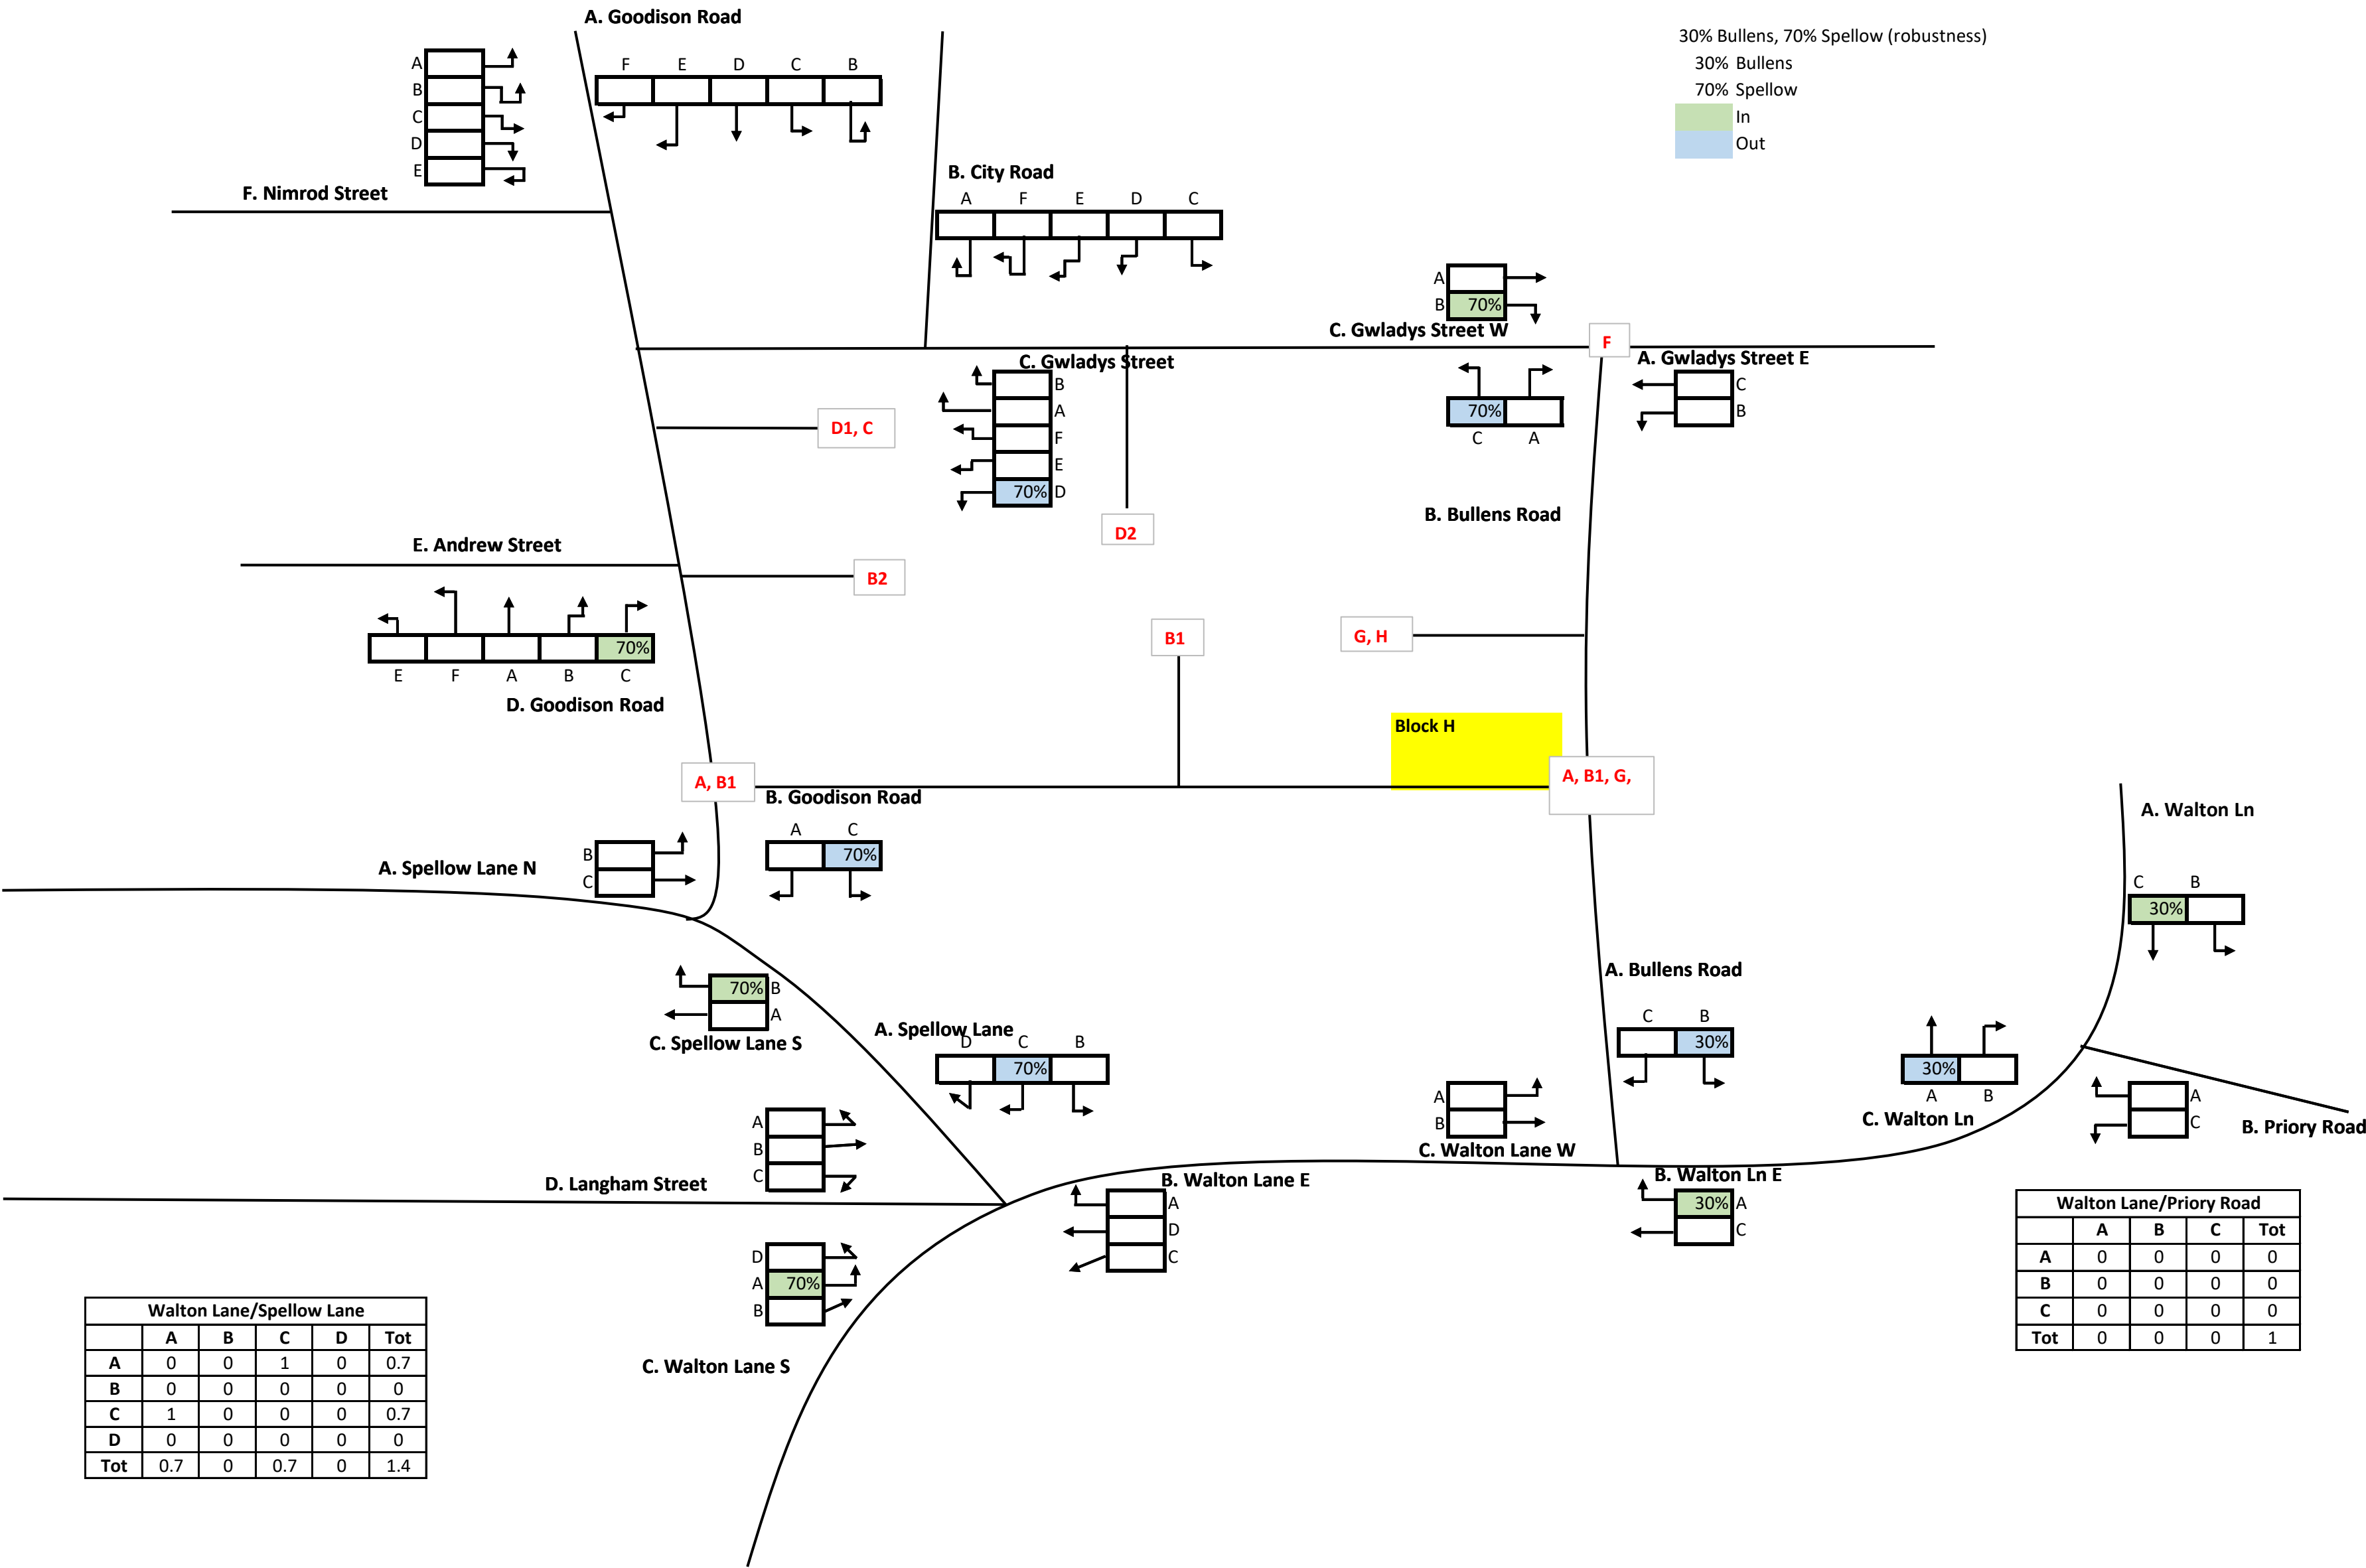 A. Goodison Road
30% Bullens, 70% Spellow (robustness)
30% Bullens
70% Spellow
In
Out
A
B
C
D
E
F E D C B
F. Nimrod Street
B. City Road
A F E D C
A
B 70%
C. Gwladys Street W
F
A. Gwladys Street E
C
B
C. Gwladys Street
B
A
F
E
70% D
70%
C A
D1, C
D2
B. Bullens Road
E. Andrew Street
B2
70%
E F A B C
D. Goodison Road
B1
G, H
Block H
A, B1
A, B1, G,
B. Goodison Road
A C
70%
A. Spellow Lane N
B
C
A. Walton Ln
C B
30%
70% B
A
C. Spellow Lane S
A. Spellow Lane
D C B
70%
A. Bullens Road
C B
30%
30%
A B
C. Walton Ln
A
C
B. Priory Road
A
B
C. Walton Lane W
A
B
C
D. Langham Street
B. Walton Lane E
A
D
C
B. Walton Ln E
30% A
C
D
A 70%
B
C. Walton Lane S
Walton Lane/Priory Road
A B C Tot
A 0 0 0 0
B 0 0 0 0
C 0 0 0 0
Tot 0 0 0 1
Walton Lane/Spellow Lane
A B C D Tot
A 0 0 1 0 0.7
B 0 0 0 0 0
C 1 0 0 0 0.7
D 0 0 0 0 0
Tot 0.7 0 0.7 0 1.4